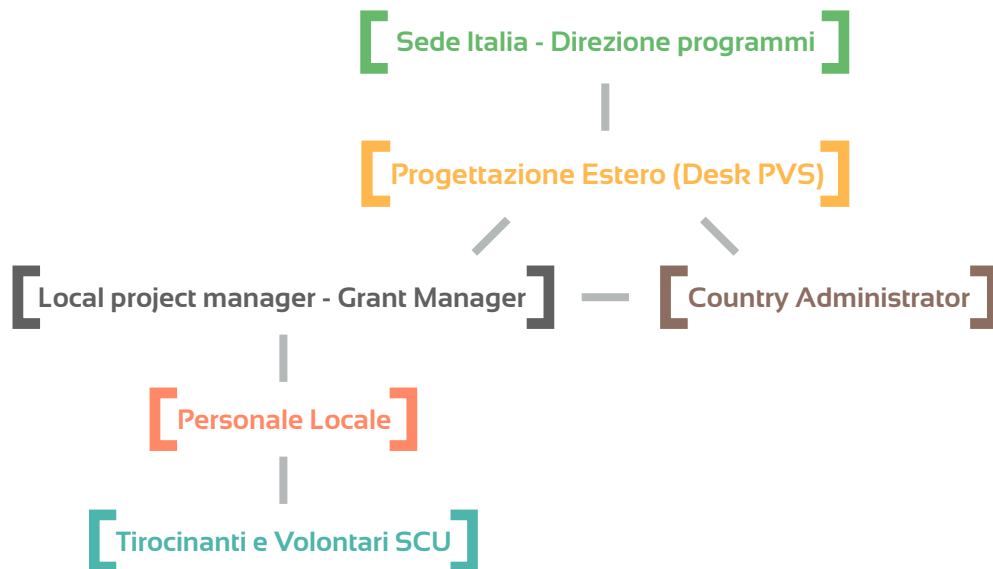 Sede Italia - Direzione programmi
Progettazione Estero (Desk PVS)
Local project manager - Grant Manager
Country Administrator
Personale Locale
Tirocinanti e Volontari SCU